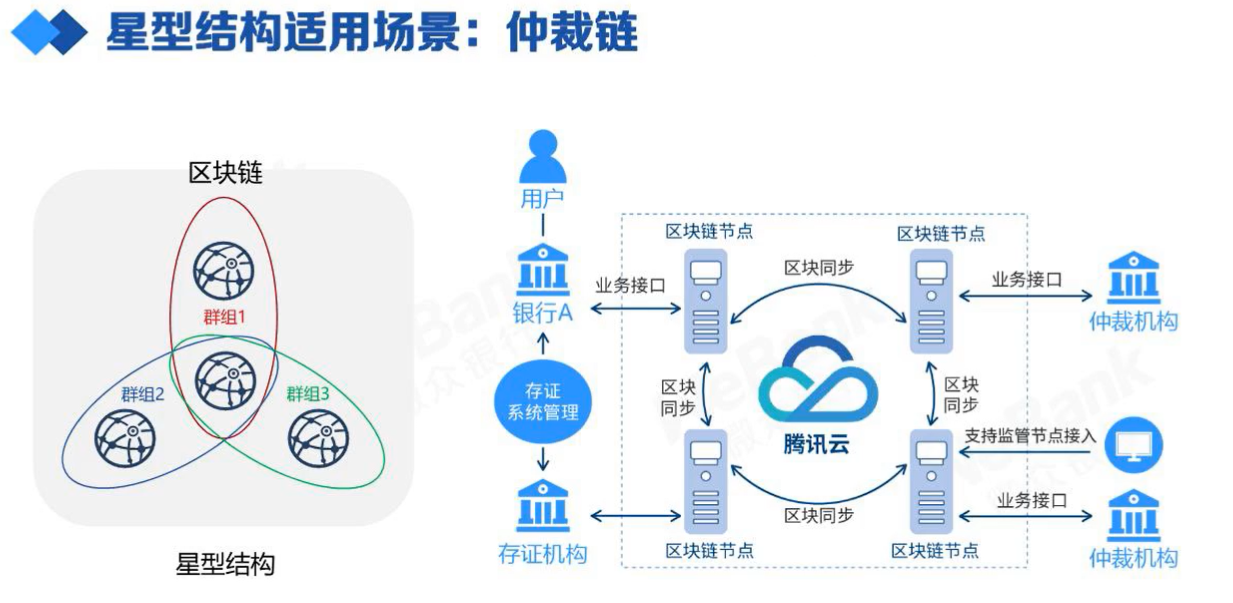 星型结构适用场景：仲裁链
区块链
群组1
群组2
群组3
星型结构
用户
银行A
存证
系统管理
存证机构
业务接口
区块链节点
区块同步
区块链节点
业务接口
仲裁机构
区块
同步
腾讯云
区块
同步
支持监管节点接入
区块同步
业务接口
区块链节点
区块链节点
仲裁机构